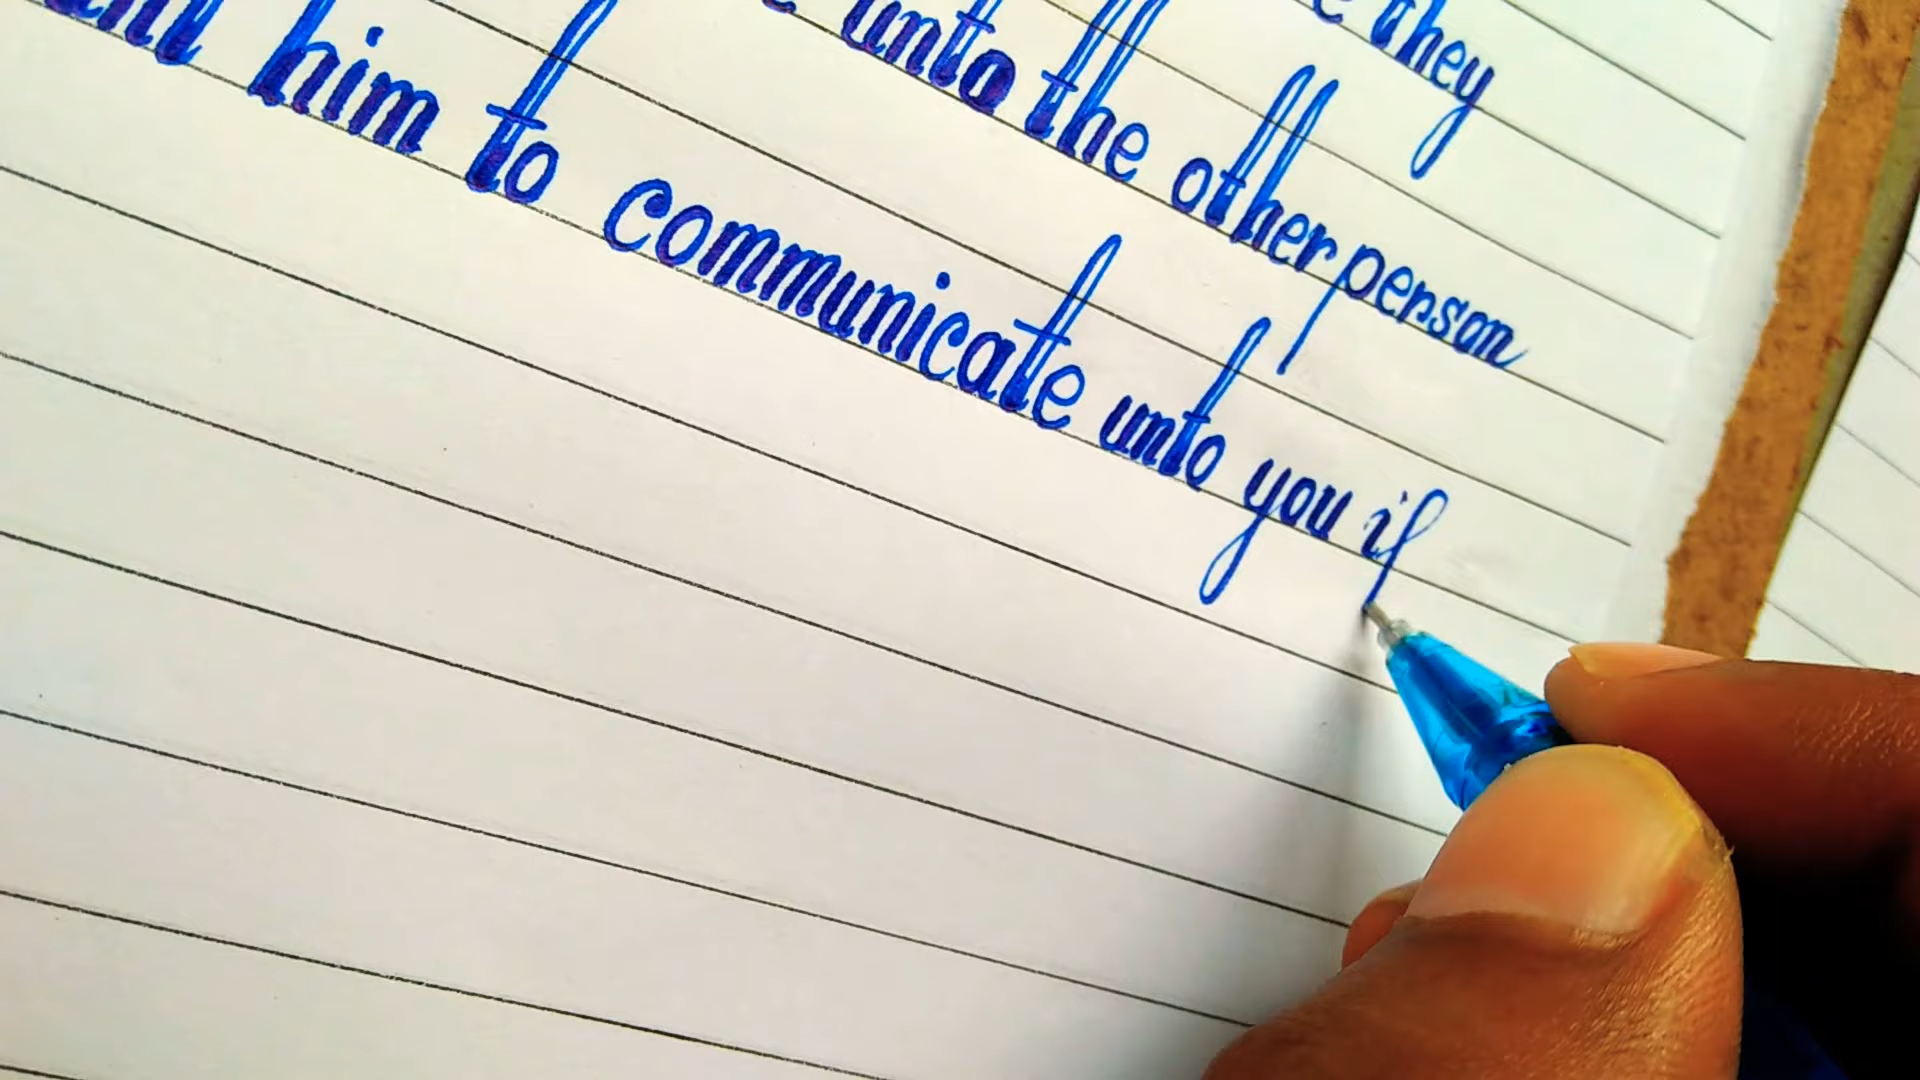 they
unto the other person
him to communicate unto you if